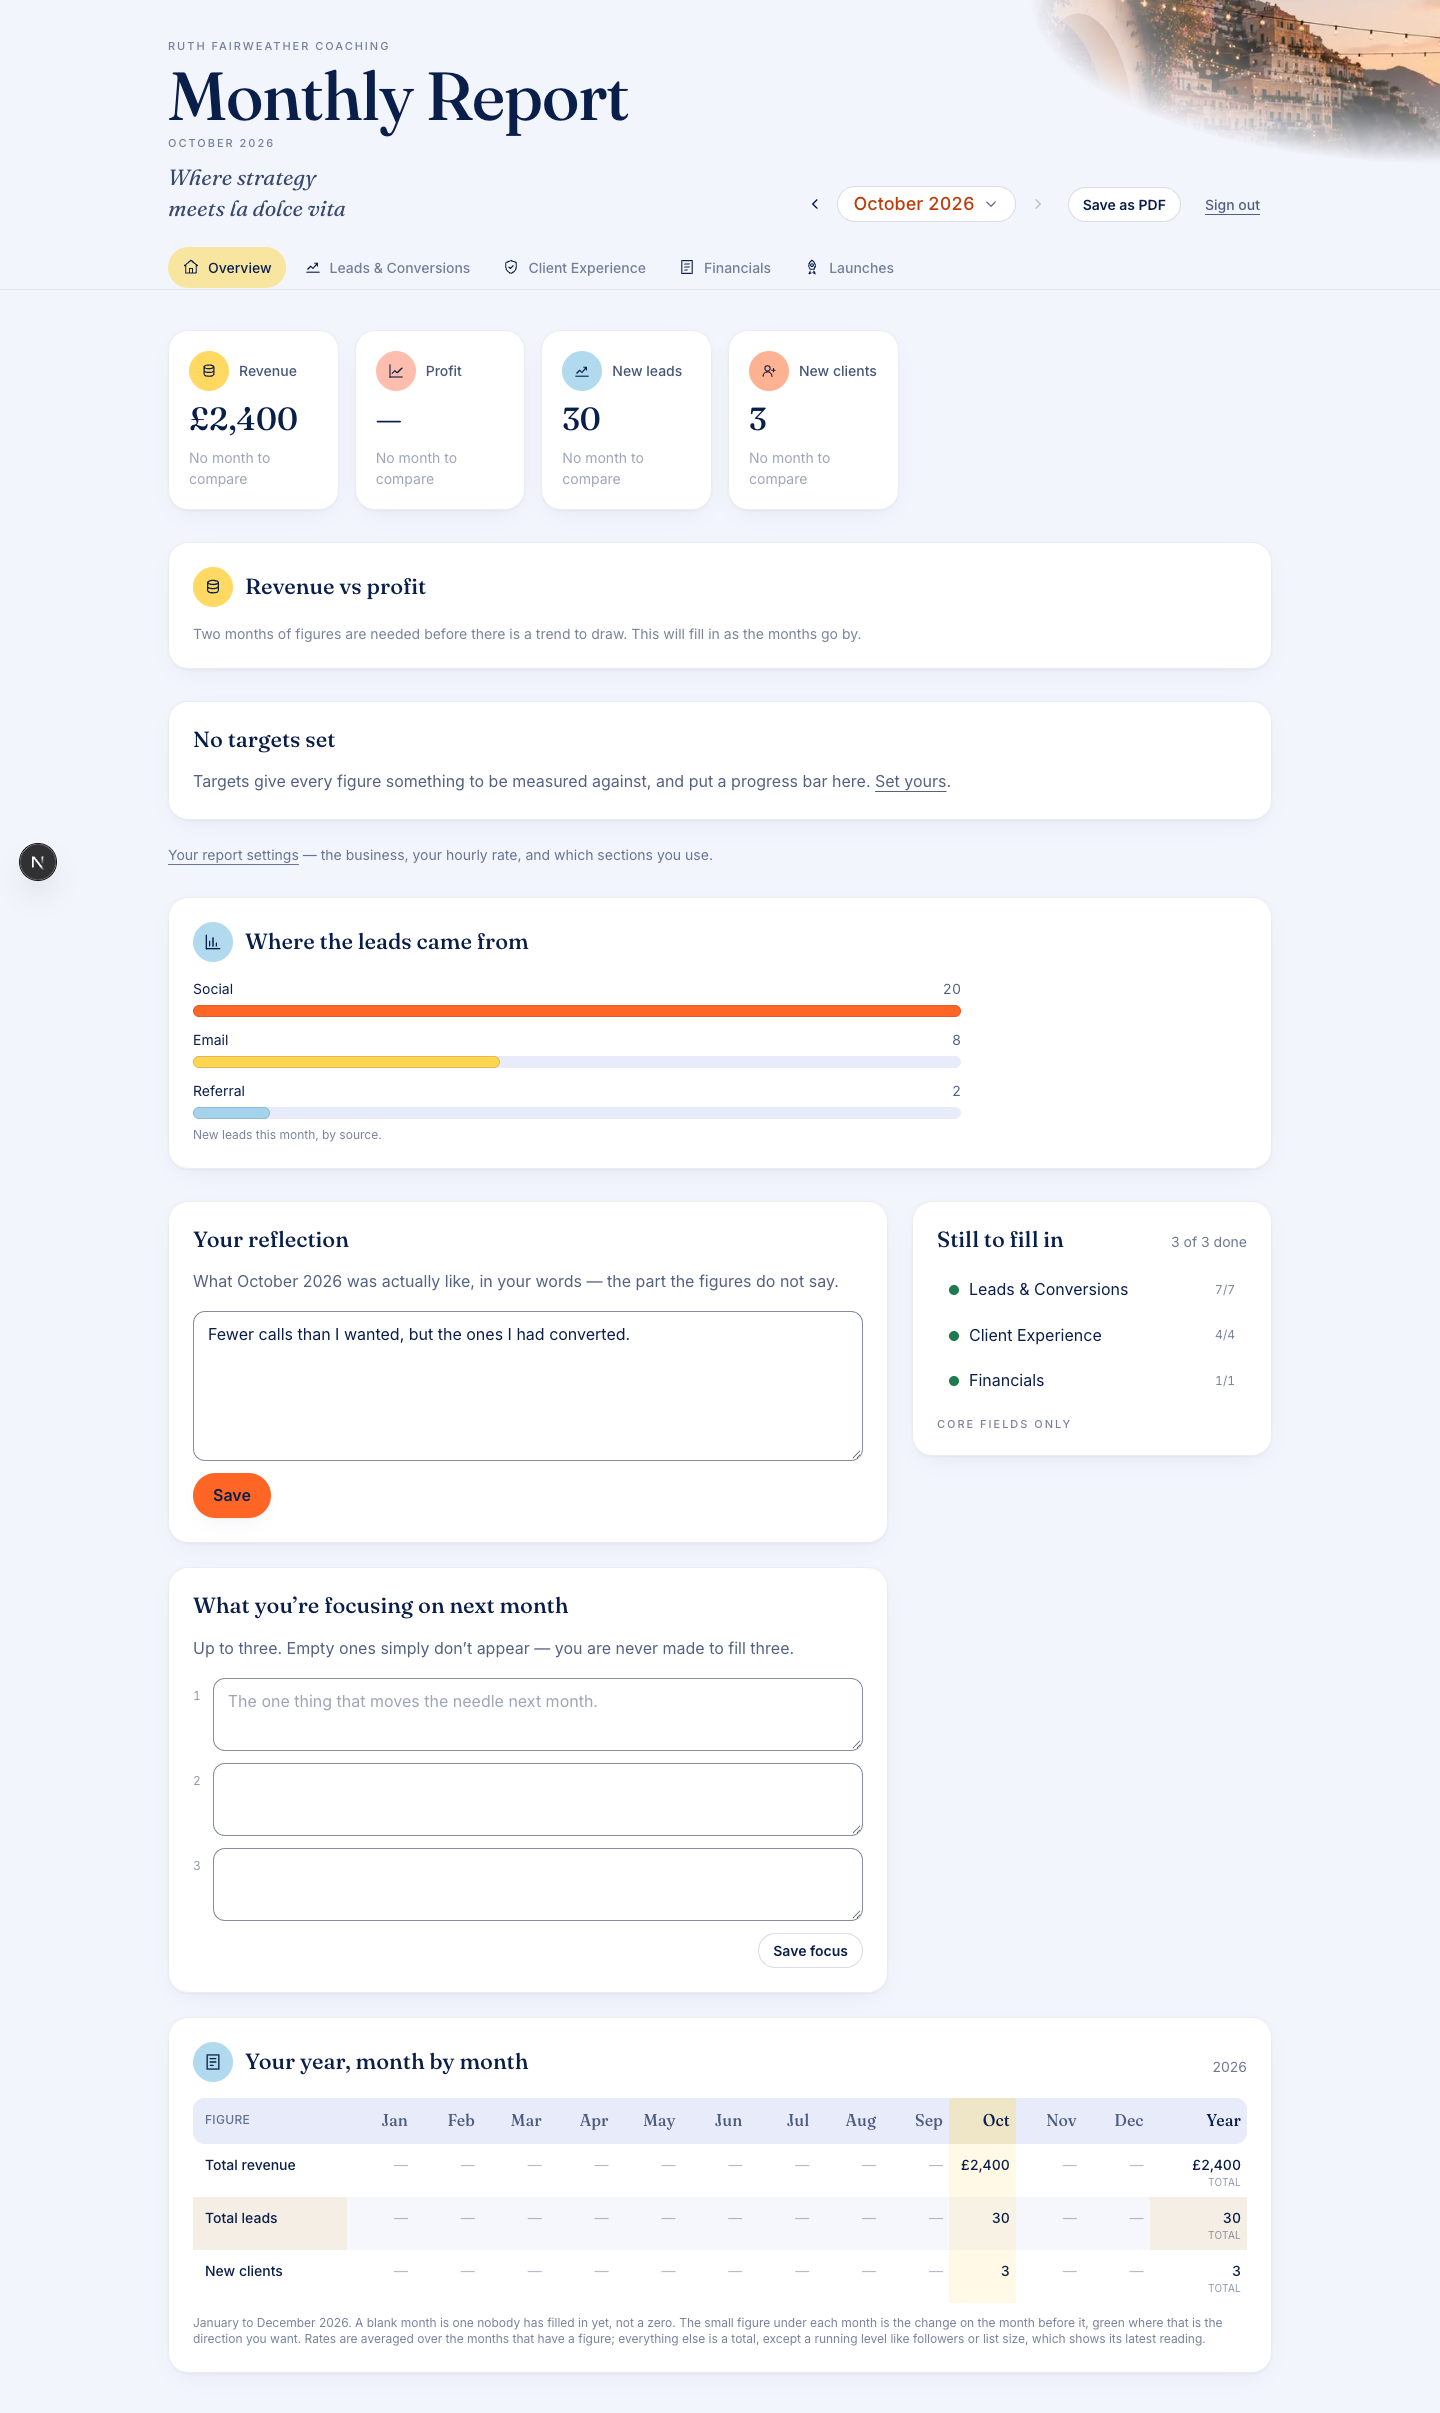 RUTH FAIRWEATHER COACHING
Monthly Report
OCTOBER 2026
Where strategy
meets la dolce vita
October 2026
Save as PDF
Sign out
Overview
Leads & Conversions
Client Experience
Financials
Launches
Revenue
£2,400
No month to
compare
Profit
—
No month to
compare
New leads
30
No month to
compare
New clients
3
No month to
compare
Revenue vs profit
Two months of figures are needed before there is a trend to draw. This will fill in as the months go by.
No targets set
Targets give every figure something to be measured against, and put a progress bar here. Set yours.
N
Your report settings — the business, your hourly rate, and which sections you use.
Where the leads came from
Social 20
Email 8
Referral 2
New leads this month, by source.
Your reflection
What October 2026 was actually like, in your words — the part the figures do not say.
Fewer calls than I wanted, but the ones I had converted.
Save
Still to fill in 3 of 3 done
Leads & Conversions 7/7
Client Experience 4/4
Financials 1/1
CORE FIELDS ONLY
What you’re focusing on next month
Up to three. Empty ones simply don’t appear — you are never made to fill three.
1 The one thing that moves the needle next month.
2
3
Save focus
Your year, month by month 2026
FIGURE Jan Feb Mar Apr May Jun Jul Aug Sep Oct Nov Dec Year
Total revenue — — — — — — — — — £2,400 — — £2,400
TOTAL
Total leads — — — — — — — — — 30 — — 30
TOTAL
New clients — — — — — — — — — 3 — — 3
TOTAL
January to December 2026. A blank month is one nobody has filled in yet, not a zero. The small figure under each month is the change on the month before it, green where that is the
direction you want. Rates are averaged over the months that have a figure; everything else is a total, except a running level like followers or list size, which shows its latest reading.